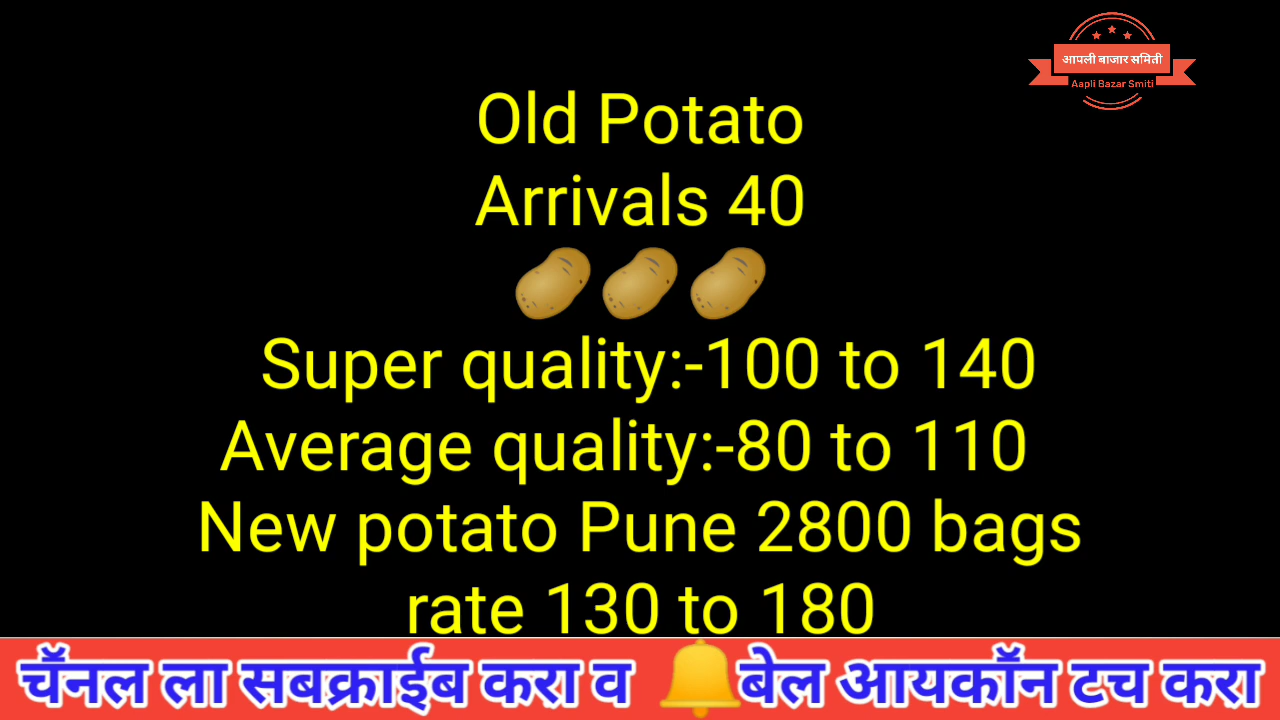 आपली बाजार समिती
Aapli Bazar Smiti
Old Potato
Arrivals 40
🥔🥔🥔
Super quality:-100 to 140
Average quality:-80 to 110
New potato Pune 2800 bags
rate 130 to 180
चॅनल ला सबक्राईब करा व 🔔बेल आयकॉन टच करा